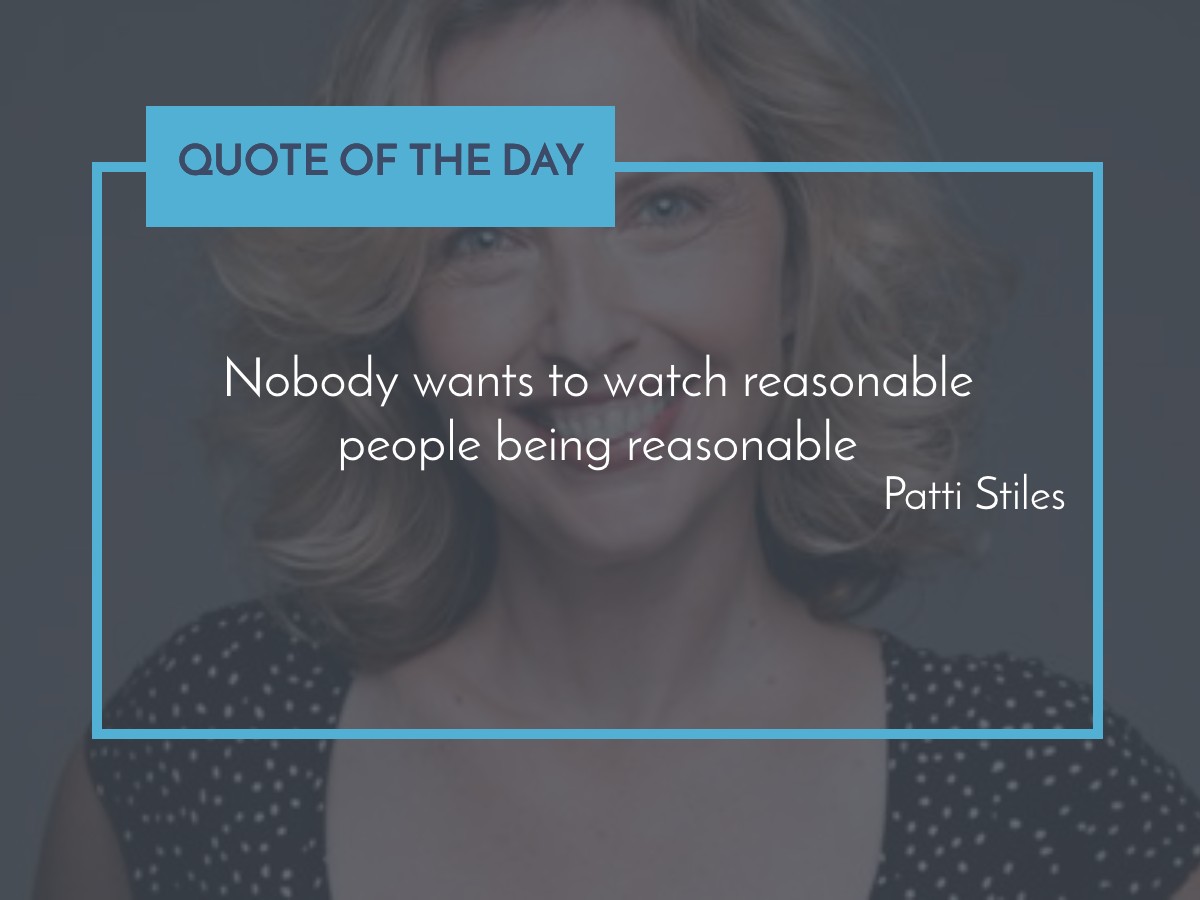 QUOTE OF THE DAY
Nobody wants to watch reasonable
people being reasonable
Patti Stiles